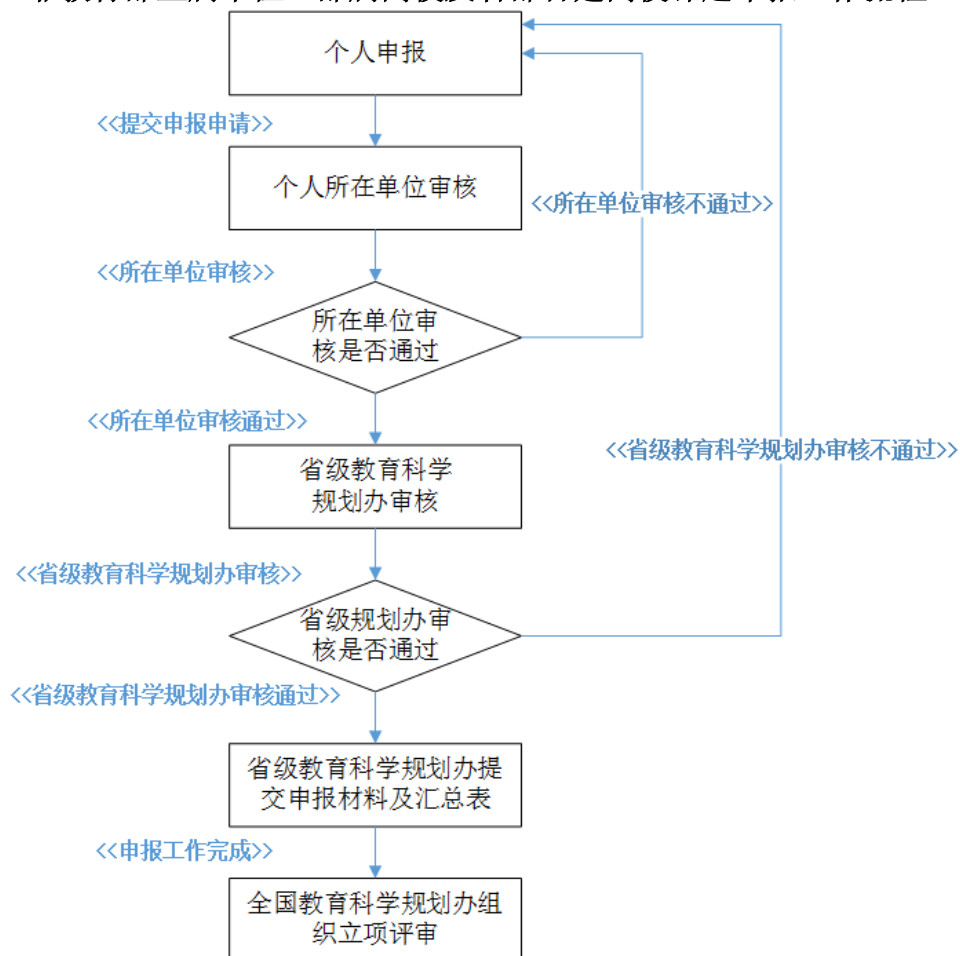 个人申报
<<提交申报申请>>
个人所在单位审核
<<所在单位审核不通过>>
<<所在单位审核>>
所在单位审
核是否通过
<<所在单位审核通过>>
<<省级教育科学规划办审核不通过>>
省级教育科学
规划办审核
<<省级教育科学规划办审核>>
省级规划办审
核是否通过
<<省级教育科学规划办审核通过>>
省级教育科学规划办提
交申报材料及汇总表
<<申报工作完成>>
全国教育科学规划办组
织立项评审